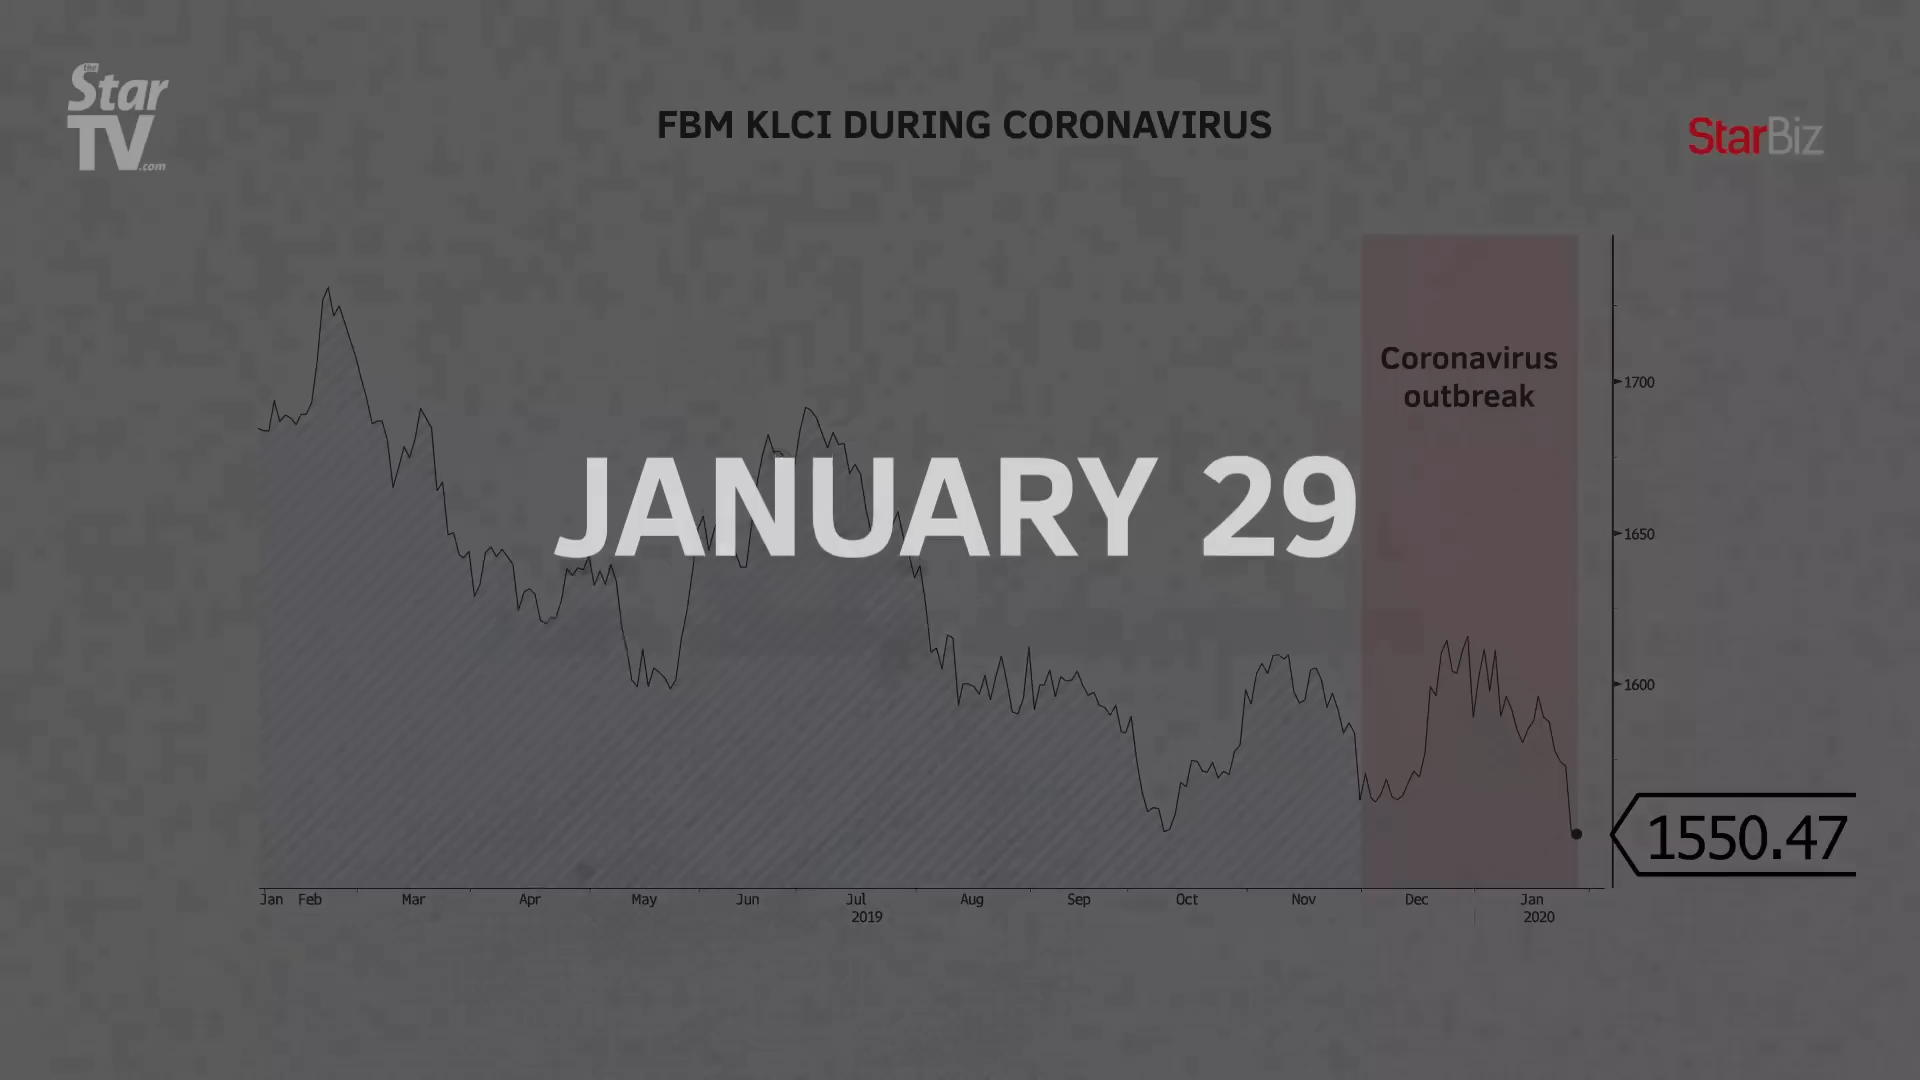 the
Star
TV
.com
FBM KLCI DURING CORONAVIRUS
StarBiz
Coronavirus
outbreak
1700
JANUARY 29
1650
1600
1550.47
Jan Feb Mar Apr May Jun Jul Aug Sep Oct Nov Dec Jan
2019 2020